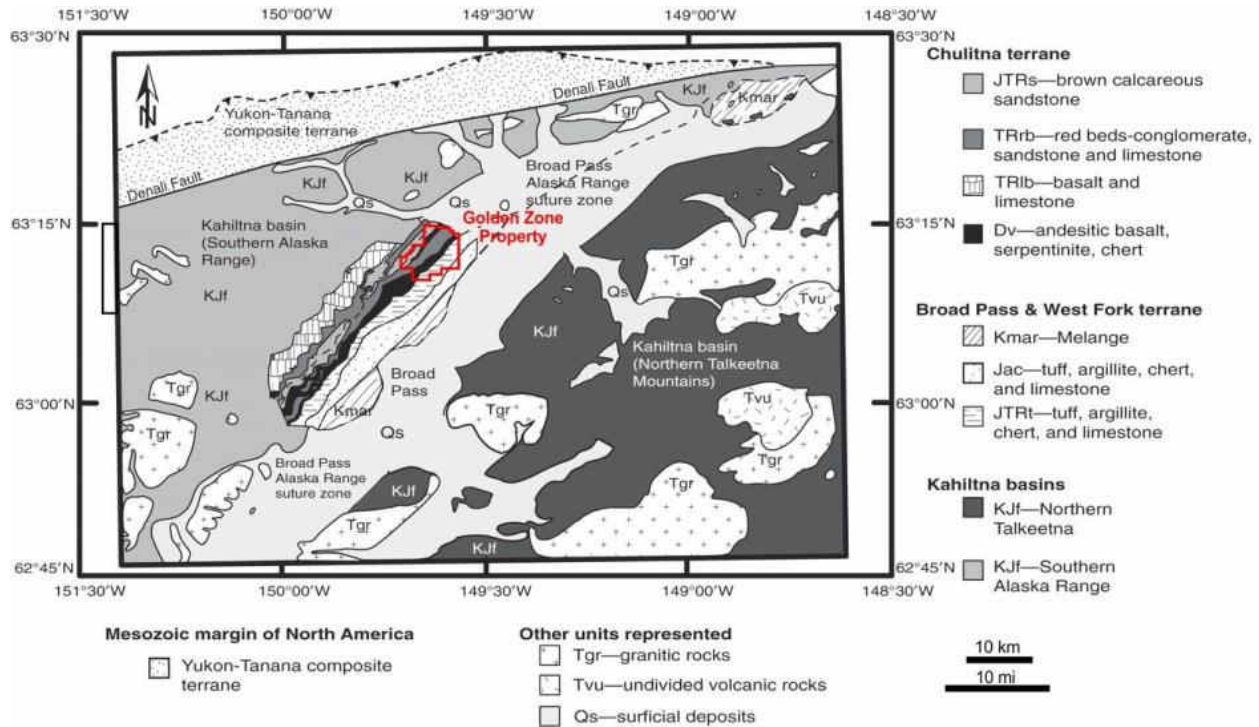 151°30'W
150°00'W
149°30'W
149°00'W
148°30'W
63°30'N
63°30'N
N
Denali Fault
Yukon-Tanana
composite terrane
Denali Fault
KJf
Kmar
Tgr
KJf
KJf
Qs
Qs
Broad Pass
Alaska Range
suture zone
63°15'N
63°15'N
Golden Zone
Property
Kahiltna basin
(Southern Alaska
Range)
KJf
KJf
Tgr
Qs
Tvu
KJf
Kahiltna basin
(Northern Talkeetna
Mountains)
Broad
Pass
Tgr
KJf
Kmar
63°00'N
63°00'N
Tgr
Qs
Tgr
Tvu
Tgr
Broad Pass
Alaska Range
suture zone
KJf
Tgr
Tgr
KJf
62°45'N
62°45'N
151°30'W
150°00'W
149°30'W
149°00'W
148°30'W
Chulitna terrane
JTRs—brown calcareous
sandstone
TRrb—red beds-conglomerate,
sandstone and limestone
TRlb—basalt and
limestone
Dv—andesitic basalt,
serpentinite, chert
Broad Pass & West Fork terrane
Kmar—Melange
Jac—tuff, argillite, chert,
and limestone
JTRt—tuff, argillite,
chert, and limestone
Kahiltna basins
KJf—Northern
Talkeetna
KJf—Southern
Alaska Range
Mesozoic margin of North America
Yukon-Tanana composite
terrane
Other units represented
Tgr—granitic rocks
Tvu—undivided volcanic rocks
Qs—surficial deposits
10 km
10 mi